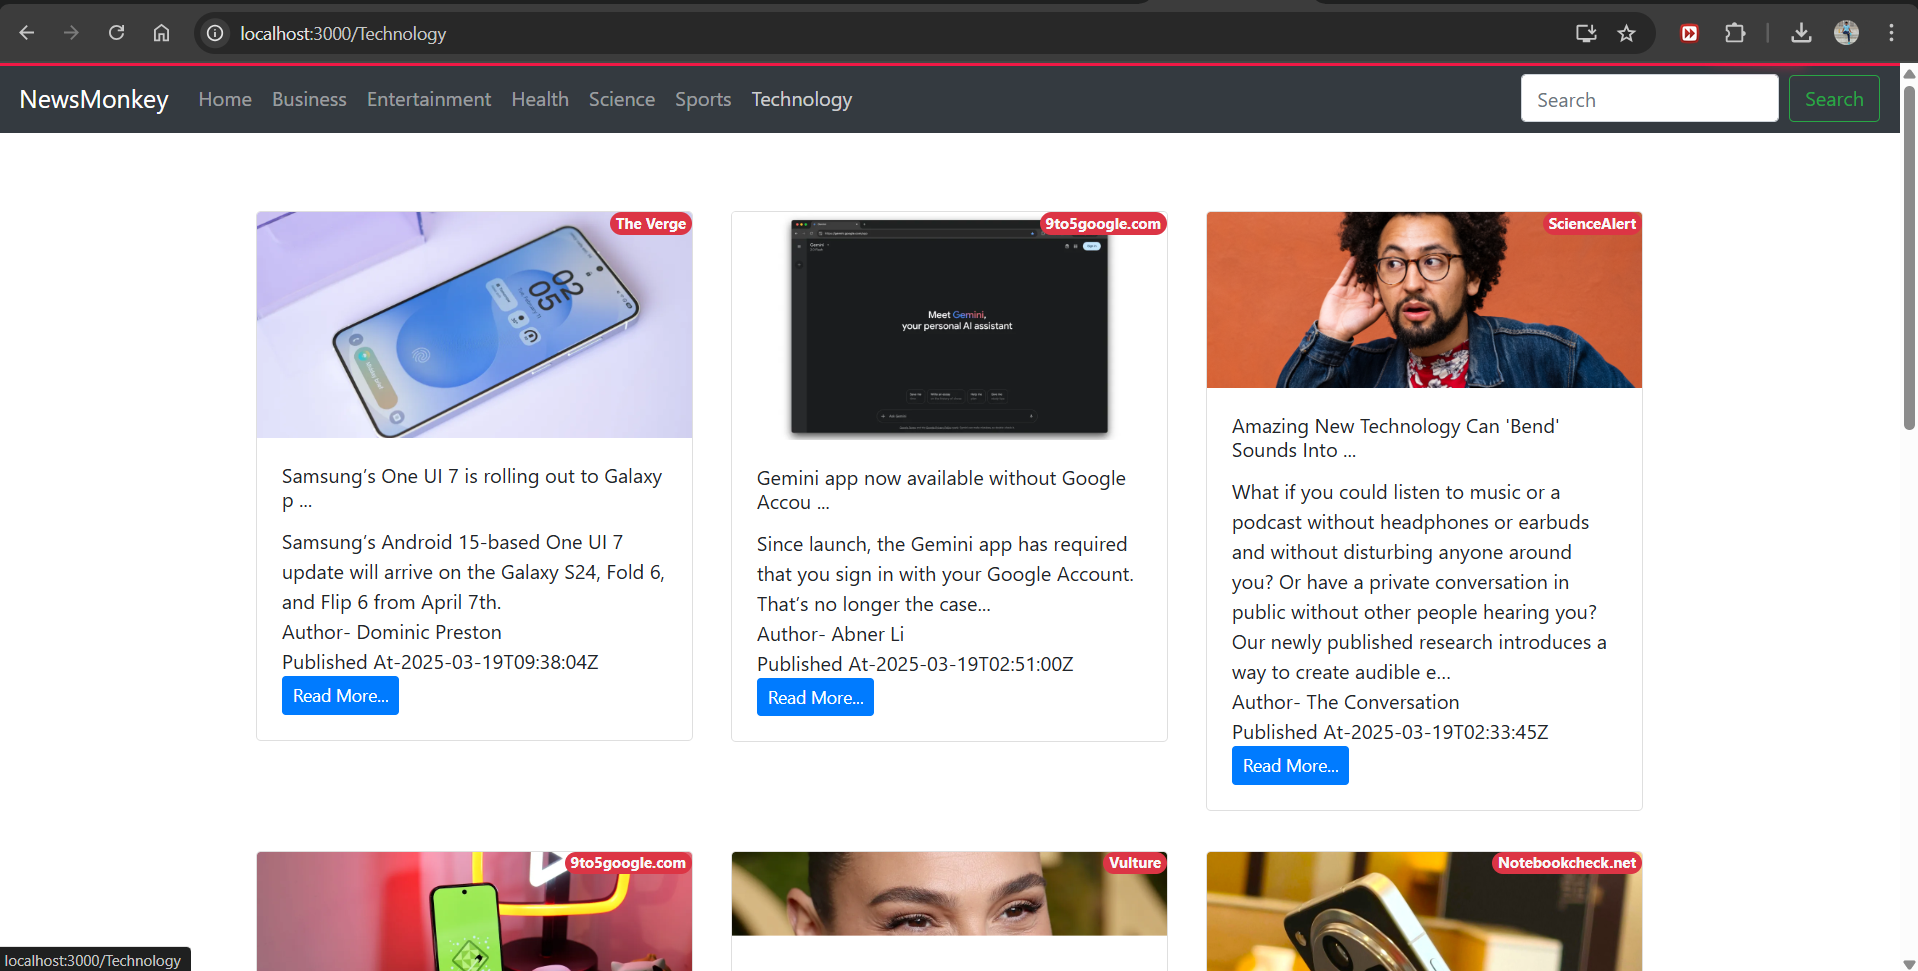 localhost:3000/Technology
NewsMonkey Home Business Entertainment Health Science Sports Technology Search Search
The Verge
02
05
Samsung’s One UI 7 is rolling out to Galaxy
p ...
Samsung’s Android 15-based One UI 7
update will arrive on the Galaxy S24, Fold 6,
and Flip 6 from April 7th.
Author- Dominic Preston
Published At-2025-03-19T09:38:04Z
Read More...
9to5google.com
Gemini
Meet Gemini,
your personal AI assistant
Gemini app now available without Google
Accou ...
Since launch, the Gemini app has required
that you sign in with your Google Account.
That’s no longer the case...
Author- Abner Li
Published At-2025-03-19T02:51:00Z
Read More...
ScienceAlert
Amazing New Technology Can 'Bend'
Sounds Into ...
What if you could listen to music or a
podcast without headphones or earbuds
and without disturbing anyone around
you? Or have a private conversation in
public without other people hearing you?
Our newly published research introduces a
way to create audible e...
Author- The Conversation
Published At-2025-03-19T02:33:45Z
Read More...
9to5google.com
Vulture
Notebookcheck.net
localhost:3000/Technology